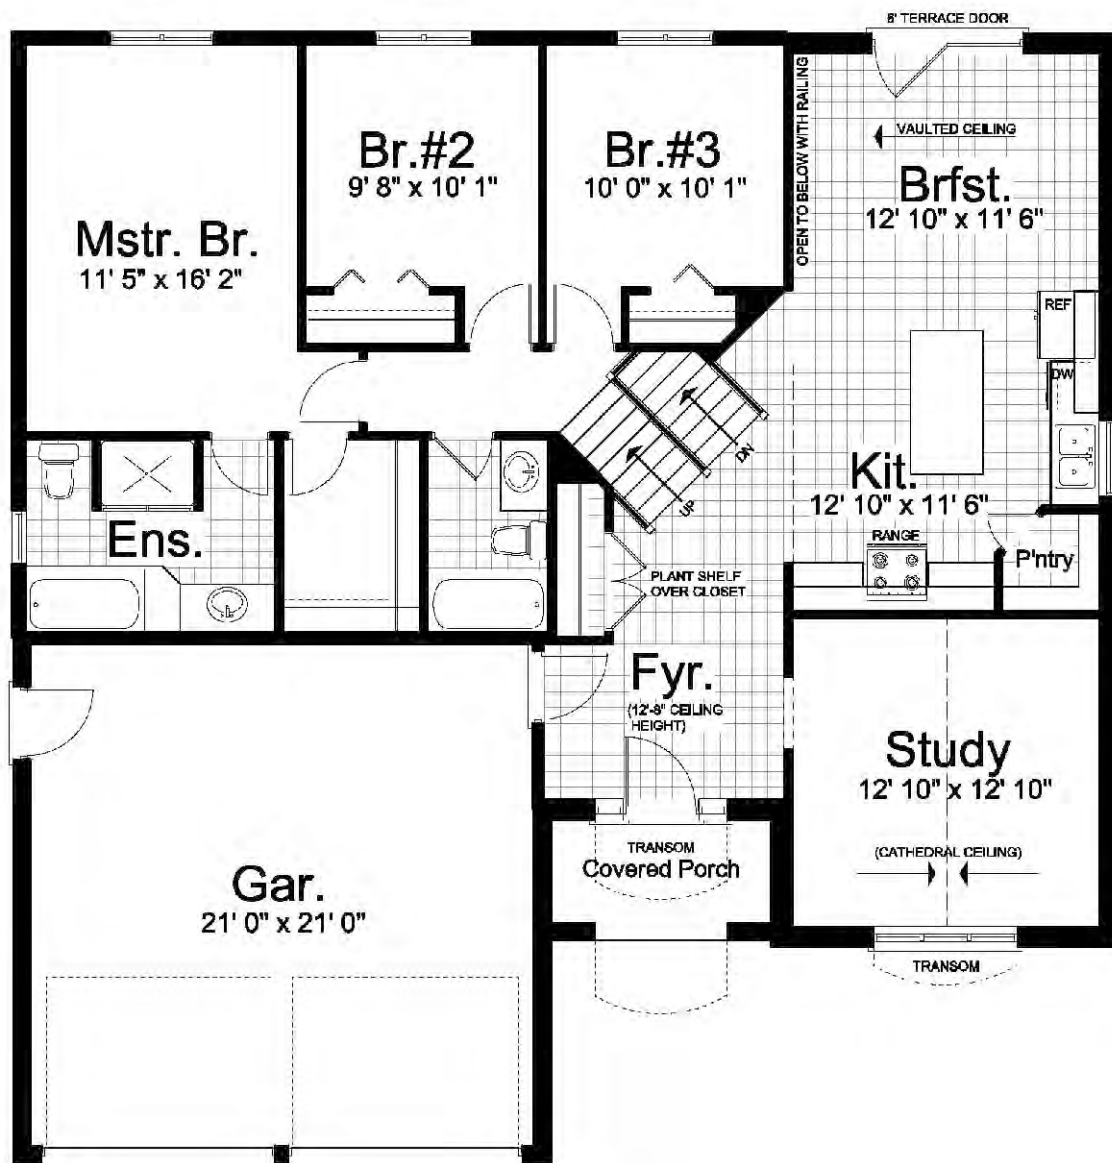 6' TERRACE DOOR
OPEN TO BELOW WITH RAILING
VAULTED CEILING
Br.#2
9' 8" x 10' 1"
Br.#3
10' 0" x 10' 1"
Brfst.
12' 10" x 11' 6"
Mstr. Br.
11' 5" x 16' 2"
REF
DW
DN
UP
Kit.
12' 10" x 11' 6"
RANGE
P'ntry
Ens.
PLANT SHELF
OVER CLOSET
Fyr.
(12'-8" CEILING
HEIGHT)
Study
12' 10" x 12' 10"
(CATHEDRAL CEILING)
TRANSOM
Covered Porch
Gar.
21' 0" x 21' 0"
TRANSOM